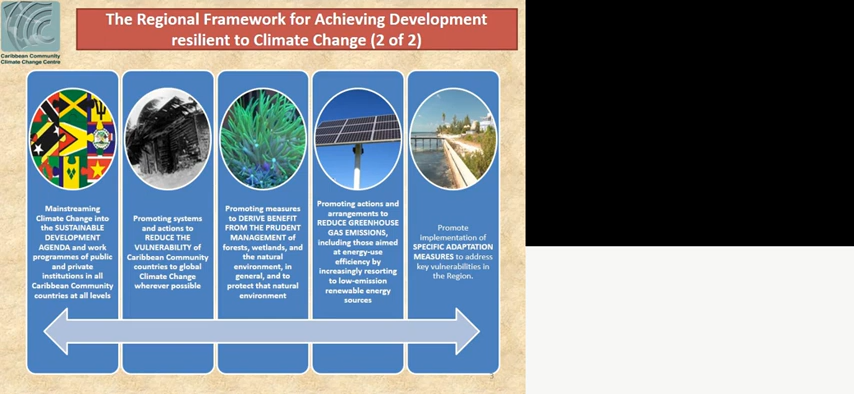 The Regional Framework for Achieving Development
resilient to Climate Change (2 of 2)
Caribbean Community
Climate Change Centre
Mainstreaming
Climate Change into
the SUSTAINABLE
DEVELOPMENT
AGENDA and work
programmes of public
and private
institutions in all
Caribbean Community
countries at all levels
Promoting systems
and actions to
REDUCE THE
VULNERABILITY of
Caribbean Community
countries to global
Climate Change
wherever possible
Promoting measures
to DERIVE BENEFIT
FROM THE PRUDENT
MANAGEMENT of
forests, wetlands, and
the natural
environment, in
general, and to
protect that natural
environment
Promoting actions and
arrangements to
REDUCE GREENHOUSE
GAS EMISSIONS,
including those aimed
at energy-use
efficiency by
increasingly resorting
to low-emission
renewable energy
sources
Promote
implementation of
SPECIFIC ADAPTATION
MEASURES to address
key vulnerabilities in
the Region.
3